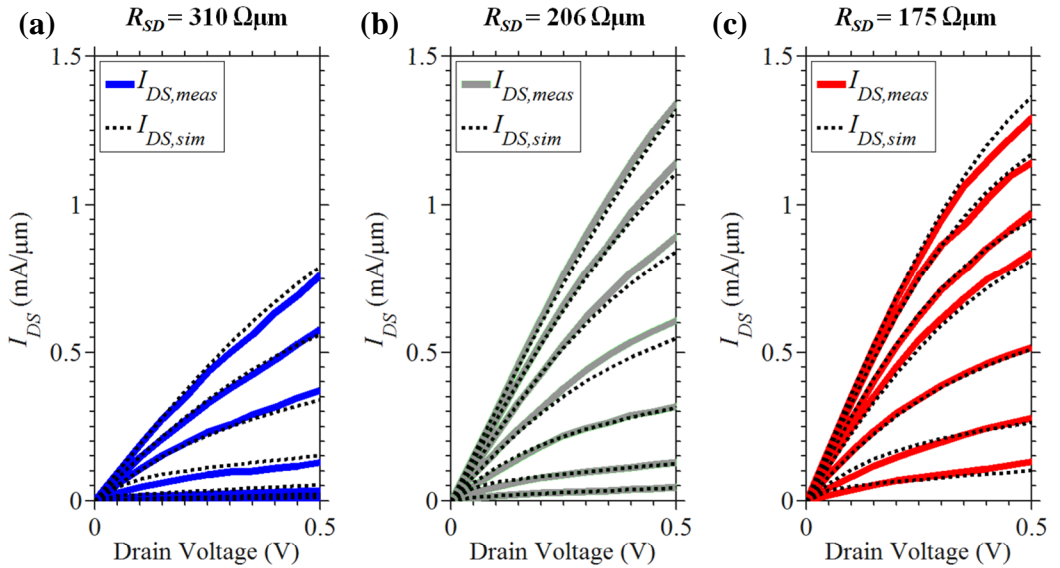 (a) R_SD = 310 Ωμm
1.5
I_DS,meas
I_DS,sim
1
0.5
0
I_DS (mA/μm)
0 0.5
Drain Voltage (V)
(b) R_SD = 206 Ωμm
1.5
I_DS,meas
I_DS,sim
1
0.5
0
I_DS (mA/μm)
0 0.5
Drain Voltage (V)
(c) R_SD = 175 Ωμm
1.5
I_DS,meas
I_DS,sim
1
0.5
0
I_DS (mA/μm)
0 0.5
Drain Voltage (V)